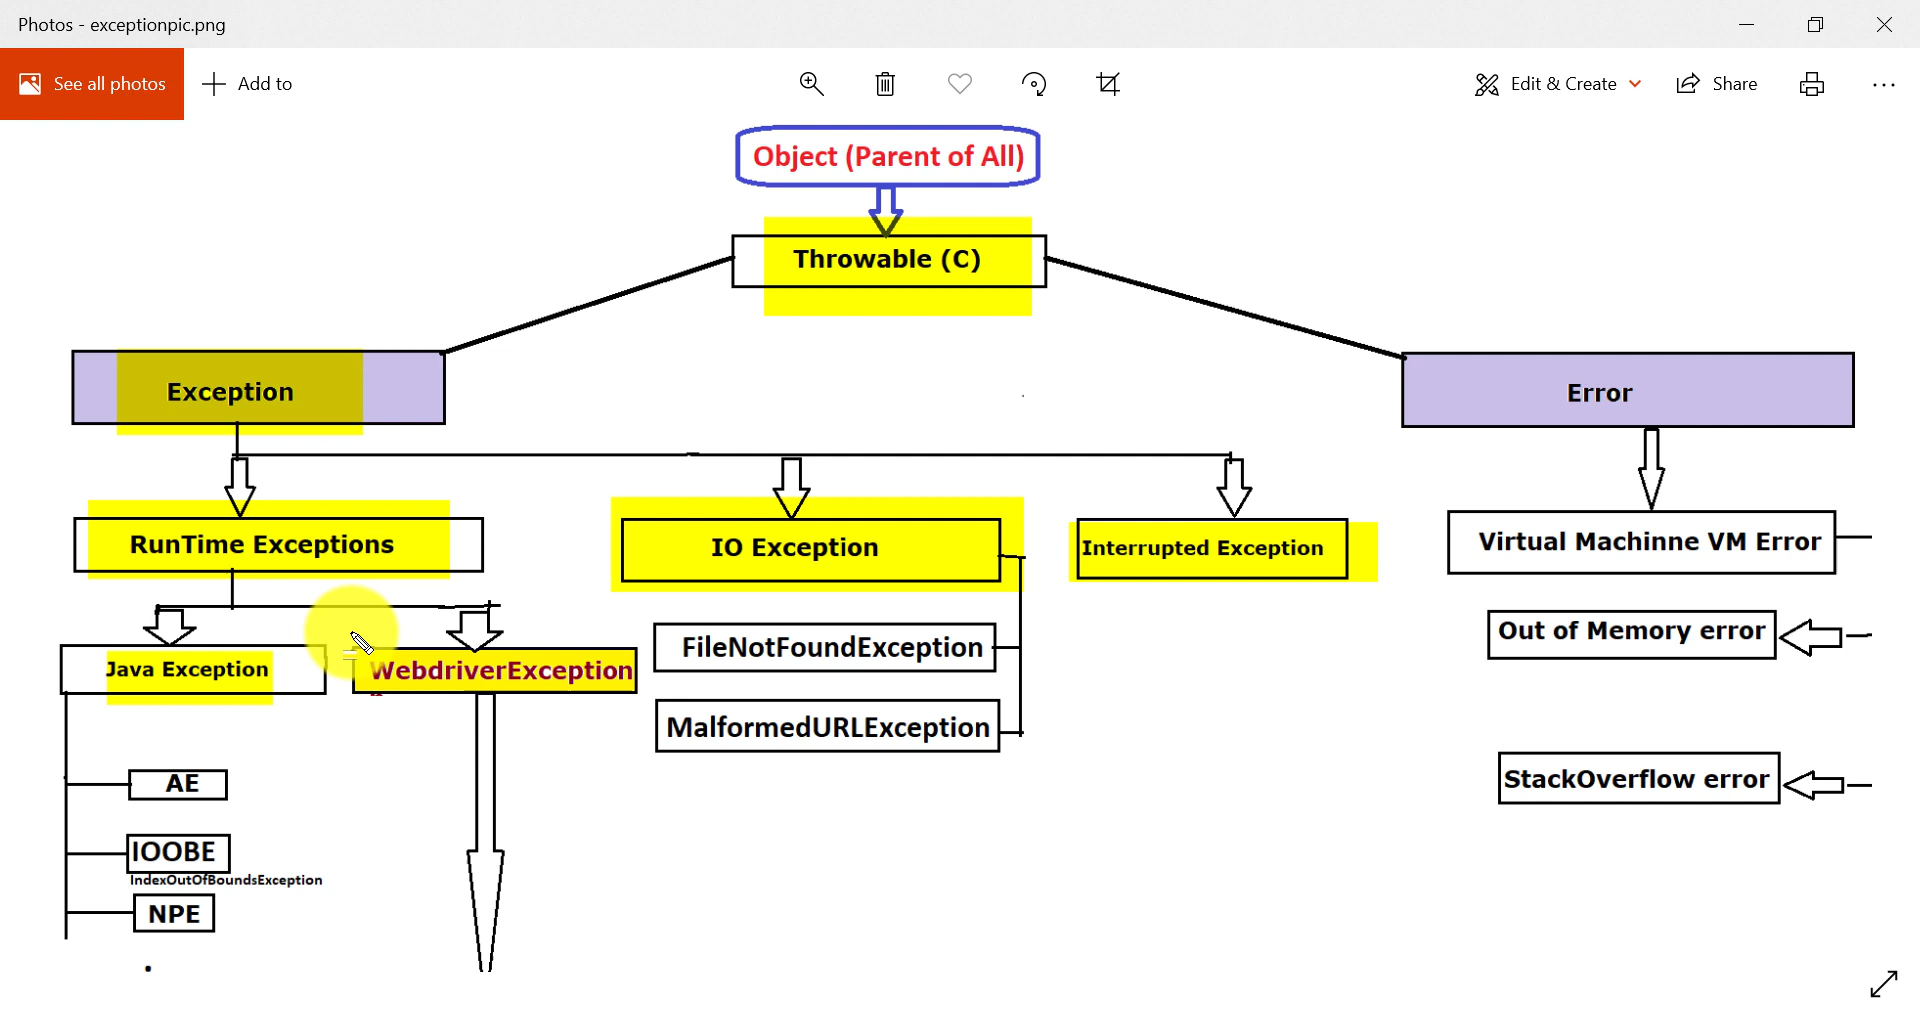 Photos - exceptionpic.png
See all photos
Add to
Edit & Create
Share
Object (Parent of All)
Throwable (C)
Exception
Error
RunTime Exceptions
IO Exception
Interrupted Exception
Virtual Machinne VM Error
Java Exception
WebdriverException
FileNotFoundException
Out of Memory error
MalformedURLException
AE
StackOverflow error
IOOBE
IndexOutOfBoundsException
NPE